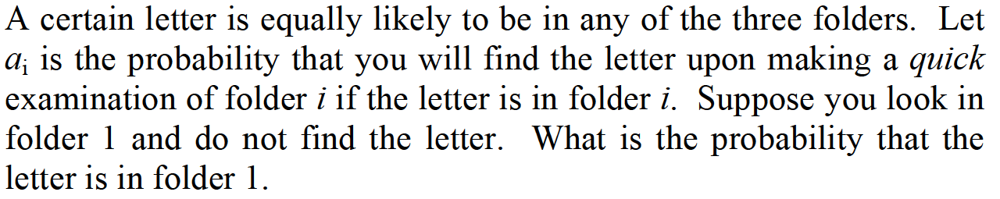 A certain letter is equally likely to be in any of the three folders. Let
aᵢ is the probability that you will find the letter upon making a quick
examination of folder i if the letter is in folder i. Suppose you look in
folder 1 and do not find the letter. What is the probability that the
letter is in folder 1.